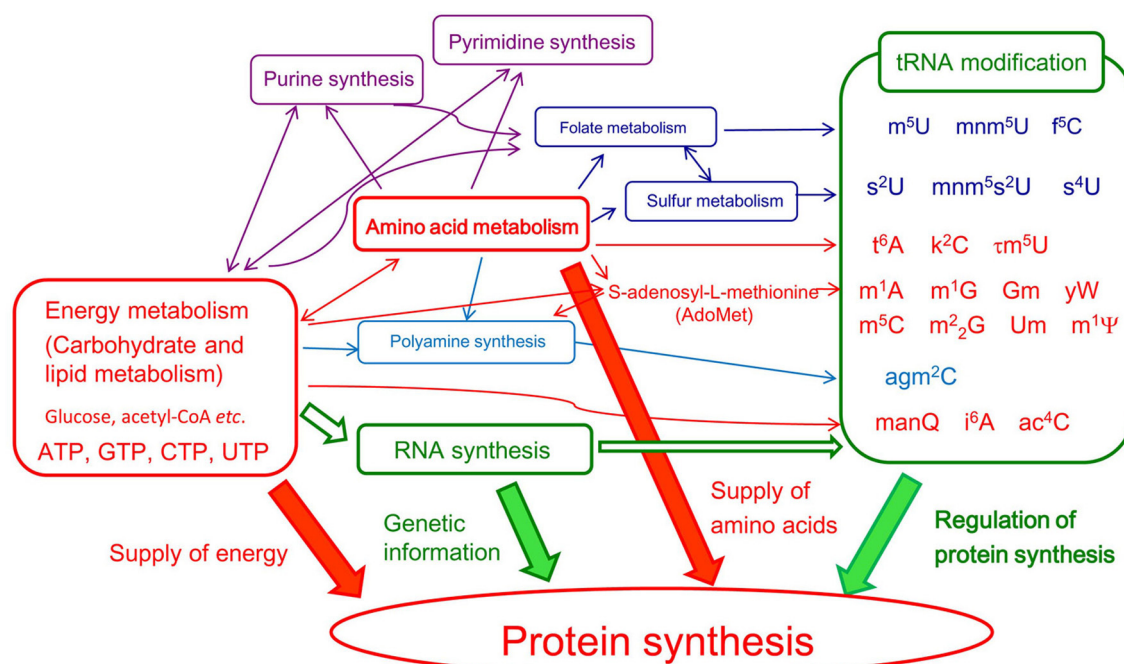 Pyrimidine synthesis
Purine synthesis
tRNA modification
Folate metabolism
m⁵U mnm⁵U f⁵C
Sulfur metabolism
s²U mnm⁵s²U s⁴U
Amino acid metabolism
t⁶A k²C τm⁵U
Energy metabolism
(Carbohydrate and
lipid metabolism)
Glucose, acetyl-CoA etc.
ATP, GTP, CTP, UTP
S-adenosyl-L-methionine
(AdoMet)
m¹A m¹G Gm yW
m⁵C m²₂G Um m¹Ψ
Polyamine synthesis
agm²C
manQ i⁶A ac⁴C
RNA synthesis
Supply of energy
Genetic
information
Supply of
amino acids
Regulation of
protein synthesis
Protein synthesis